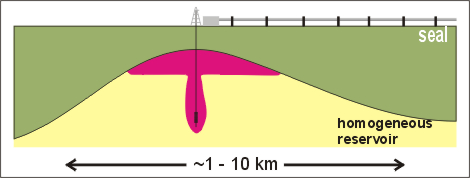 seal
homogeneous
reservoir
~1 - 10 km